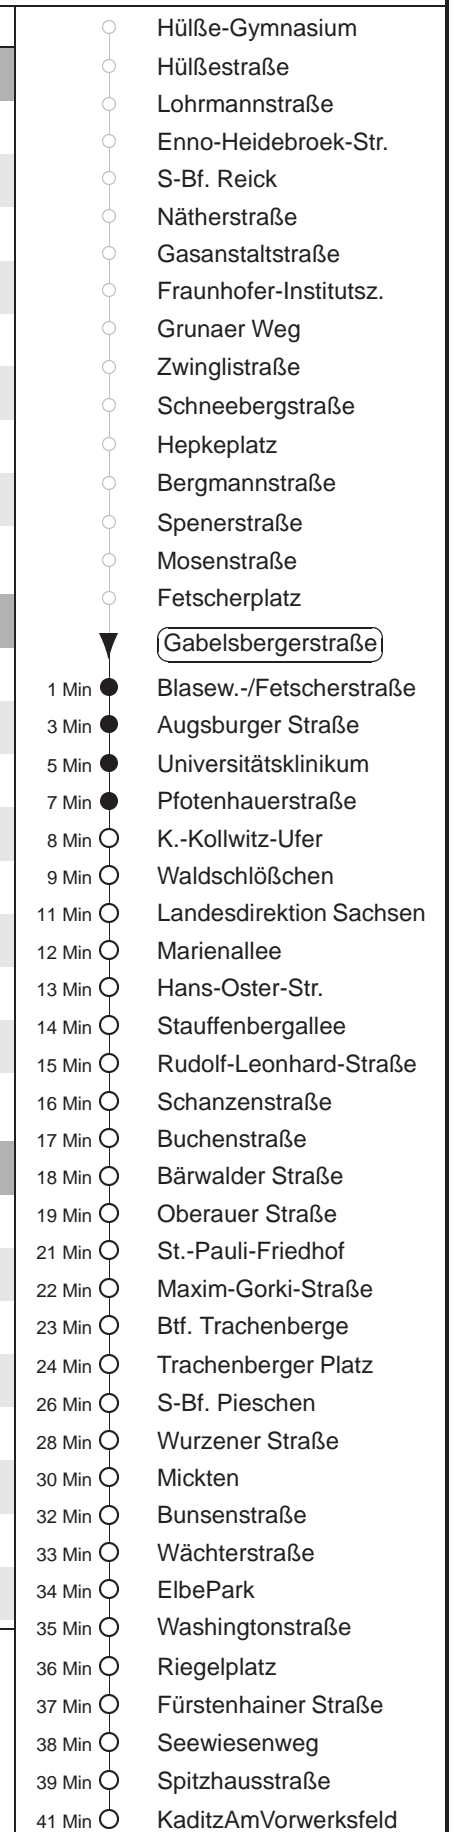 Hülße-Gymnasium
Hülßestraße
Lohrmannstraße
Enno-Heidebroek-Str.
S-Bf. Reick
Nätherstraße
Gasanstaltstraße
Fraunhofer-Institutsz.
Grunaer Weg
Zwinglistraße
Schneebergstraße
Hepkeplatz
Bergmannstraße
Spenerstraße
Mosenstraße
Fetscherplatz
Gabelsbergerstraße
1 Min Blasew.-/Fetscherstraße
3 Min Augsburger Straße
5 Min Universitätsklinikum
7 Min Pfotenhauerstraße
8 Min K.-Kollwitz-Ufer
9 Min Waldschlößchen
11 Min Landesdirektion Sachsen
12 Min Marienallee
13 Min Hans-Oster-Str.
14 Min Stauffenbergallee
15 Min Rudolf-Leonhard-Straße
16 Min Schanzenstraße
17 Min Buchenstraße
18 Min Bärwalder Straße
19 Min Oberauer Straße
21 Min St.-Pauli-Friedhof
22 Min Maxim-Gorki-Straße
23 Min Btf. Trachenberge
24 Min Trachenberger Platz
26 Min S-Bf. Pieschen
28 Min Wurzener Straße
30 Min Mickten
32 Min Bunsenstraße
33 Min Wächterstraße
34 Min ElbePark
35 Min Washingtonstraße
36 Min Riegelplatz
37 Min Fürstenhainer Straße
38 Min Seewiesenweg
39 Min Spitzhausstraße
41 Min KaditzAmVorwerksfeld